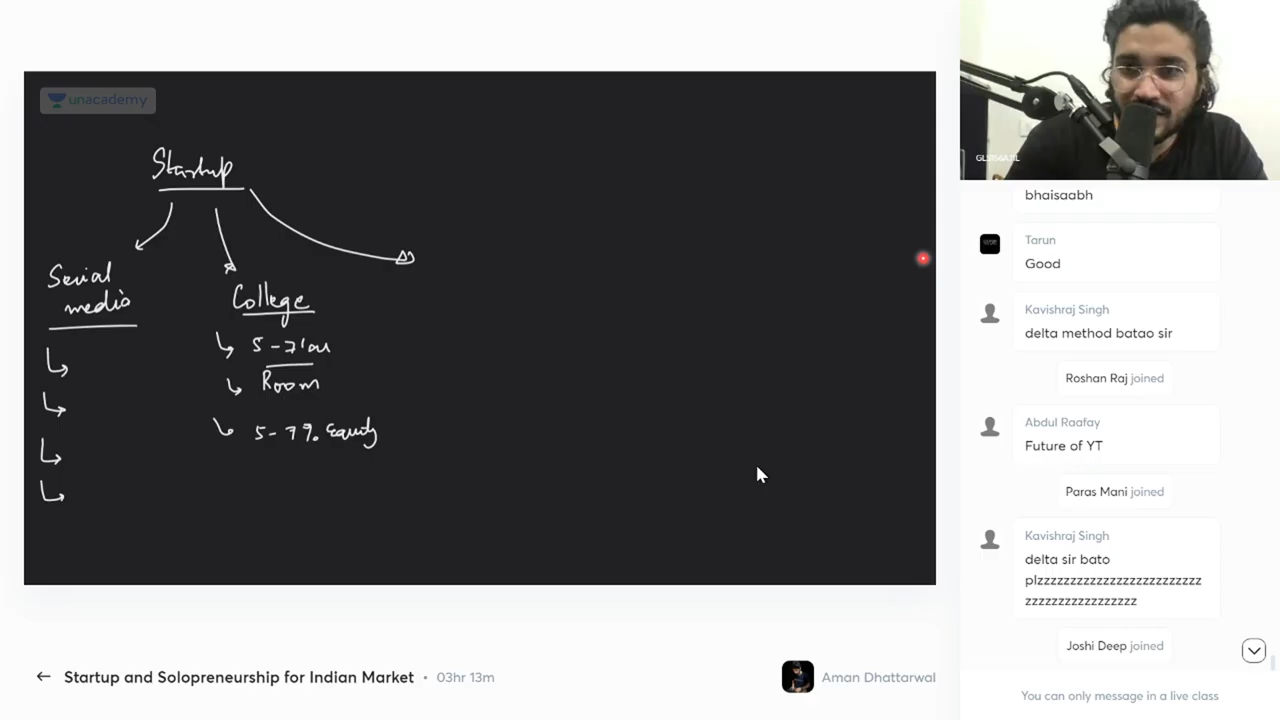 unacademy
Startup
Social
media
College
5-7 lac
Room
5-7% Equity
bhaisaabh
Tarun
Good
Kavishraj Singh
delta method batao sir
Roshan Raj joined
Abdul Raafay
Future of YT
Paras Mani joined
Kavishraj Singh
delta sir bato
plzzzzzzzzzzzzzzzzzzzzzzzzzz
zzzzzzzzzzzzzzzzz
Joshi Deep joined
You can only message in a live class
Startup and Solopreneurship for Indian Market • 03hr 13m
Aman Dhattarwal